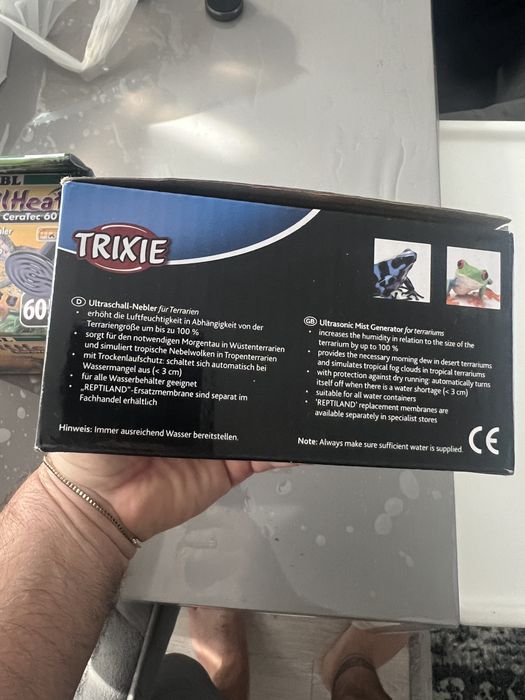 BL
CeraTec 60
60
TRIXIE
D Ultraschall-Nebler für Terrarien
• erhöht die Luftfeuchtigkeit in Abhängigkeit von der
Terrariengröße um bis zu 100 %
• sorgt für den notwendigen Morgentau in Wüstenterrarien
und simuliert tropische Nebelwolken in Tropenterrarien
• mit Trockenlaufschutz: schaltet sich automatisch bei
Wassermangel aus (< 3 cm)
• für alle Wasserbehälter geeignet
• „REPTILAND"-Ersatzmembrane sind separat im
Fachhandel erhältlich
Hinweis: Immer ausreichend Wasser bereitstellen.
GB Ultrasonic Mist Generator for terrariums
• increases the humidity in relation to the size of the
terrarium by up to 100 %
• provides the necessary morning dew in desert terrariums
and simulates tropical fog clouds in tropical terrariums
• with protection against dry running: automatically turns
itself off when there is a water shortage (< 3 cm)
• suitable for all water containers
• 'REPTILAND' replacement membranes are
available separately in specialist stores
Note: Always make sure sufficient water is supplied.
CE